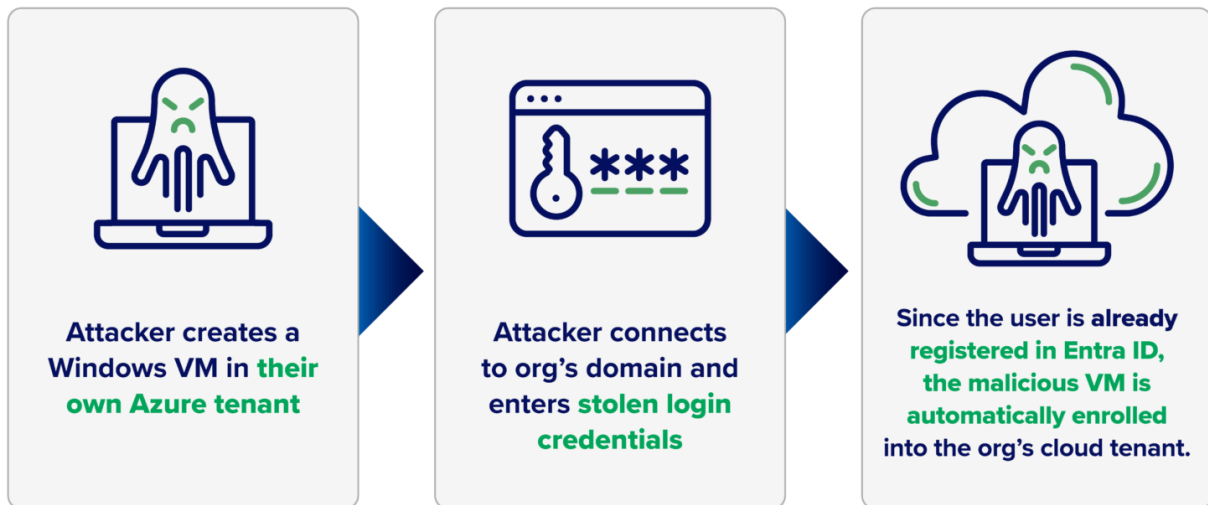 Attacker creates a
Windows VM in their
own Azure tenant
Attacker connects
to org's domain and
enters stolen login
credentials
Since the user is already
registered in Entra ID,
the malicious VM is
automatically enrolled
into the org's cloud tenant.